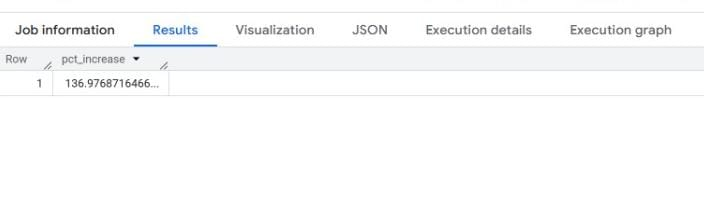 Job information Results Visualization JSON Execution details Execution graph
Row pct_increase
1 136.9768716466...